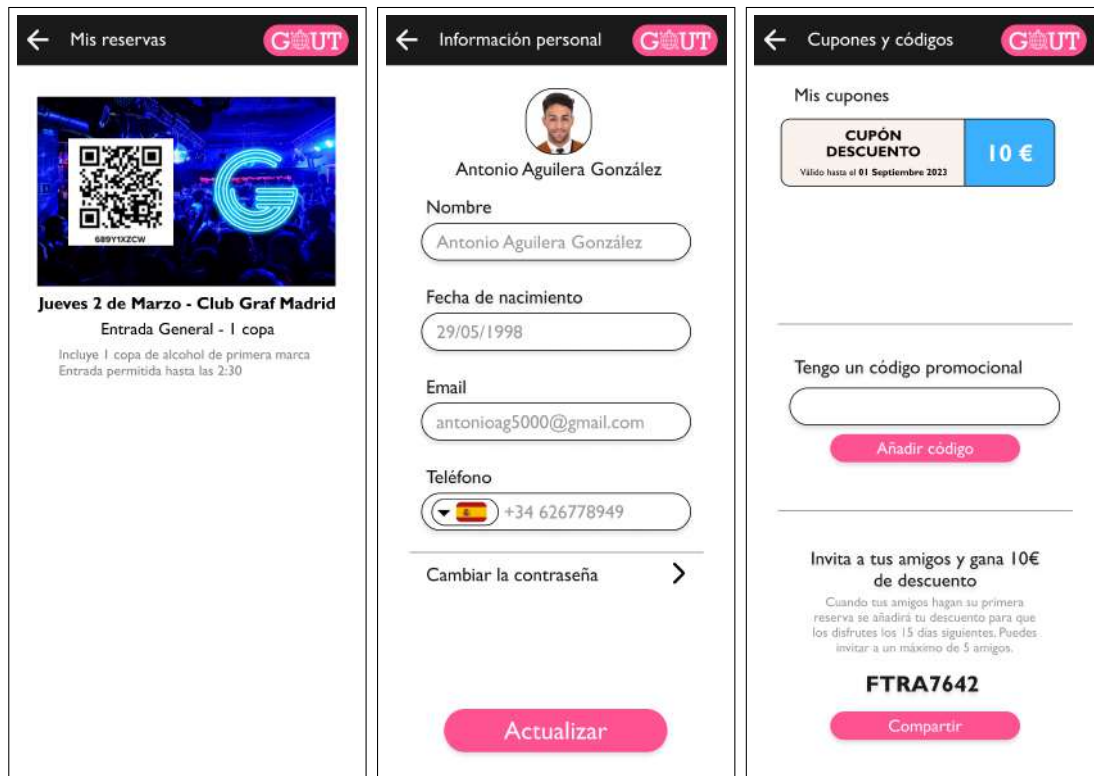 Mis reservas
GOUT
689Y1XZCW
G
Jueves 2 de Marzo - Club Graf Madrid
Entrada General - 1 copa
Incluye 1 copa de alcohol de primera marca
Entrada permitida hasta las 2:30
Información personal
GOUT
Antonio Aguilera González
Nombre
Antonio Aguilera González
Fecha de nacimiento
29/05/1998
Email
antonioag5000@gmail.com
Teléfono
+34 626778949
Cambiar la contraseña
Actualizar
Cupones y códigos
GOUT
Mis cupones
CUPÓN
DESCUENTO
Válido hasta el 01 Septiembre 2023
10 €
Tengo un código promocional
Añadir código
Invita a tus amigos y gana 10€
de descuento
Cuando tus amigos hagan su primera
reserva se añadirá tu descuento para que
los disfrutes los 15 días siguientes. Puedes
invitar a un máximo de 5 amigos.
FTRA7642
Compartir